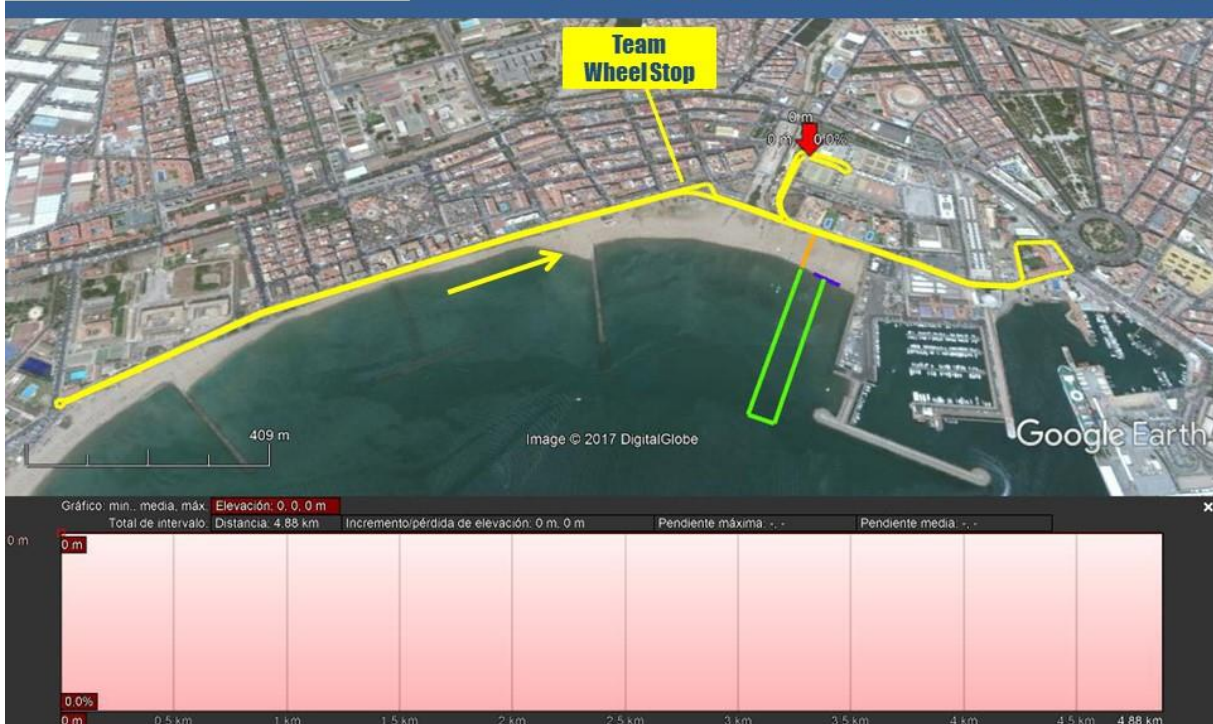 Team
Wheel Stop
0 m
0 m 0.0%
409 m
Image © 2017 DigitalGlobe
Google Earth
Gráfico: min., media, máx. Elevación: 0, 0, 0 m
Total de intervalo: Distancia: 4.88 km Incremento/pérdida de elevación: 0 m, 0 m Pendiente máxima: -, - Pendiente media: -, -
0 m 0 m
0.0%
0 m 0.5 km 1 km 1.5 km 2 km 2.5 km 3 km 3.5 km 4 km 4.5 km 4.88 km